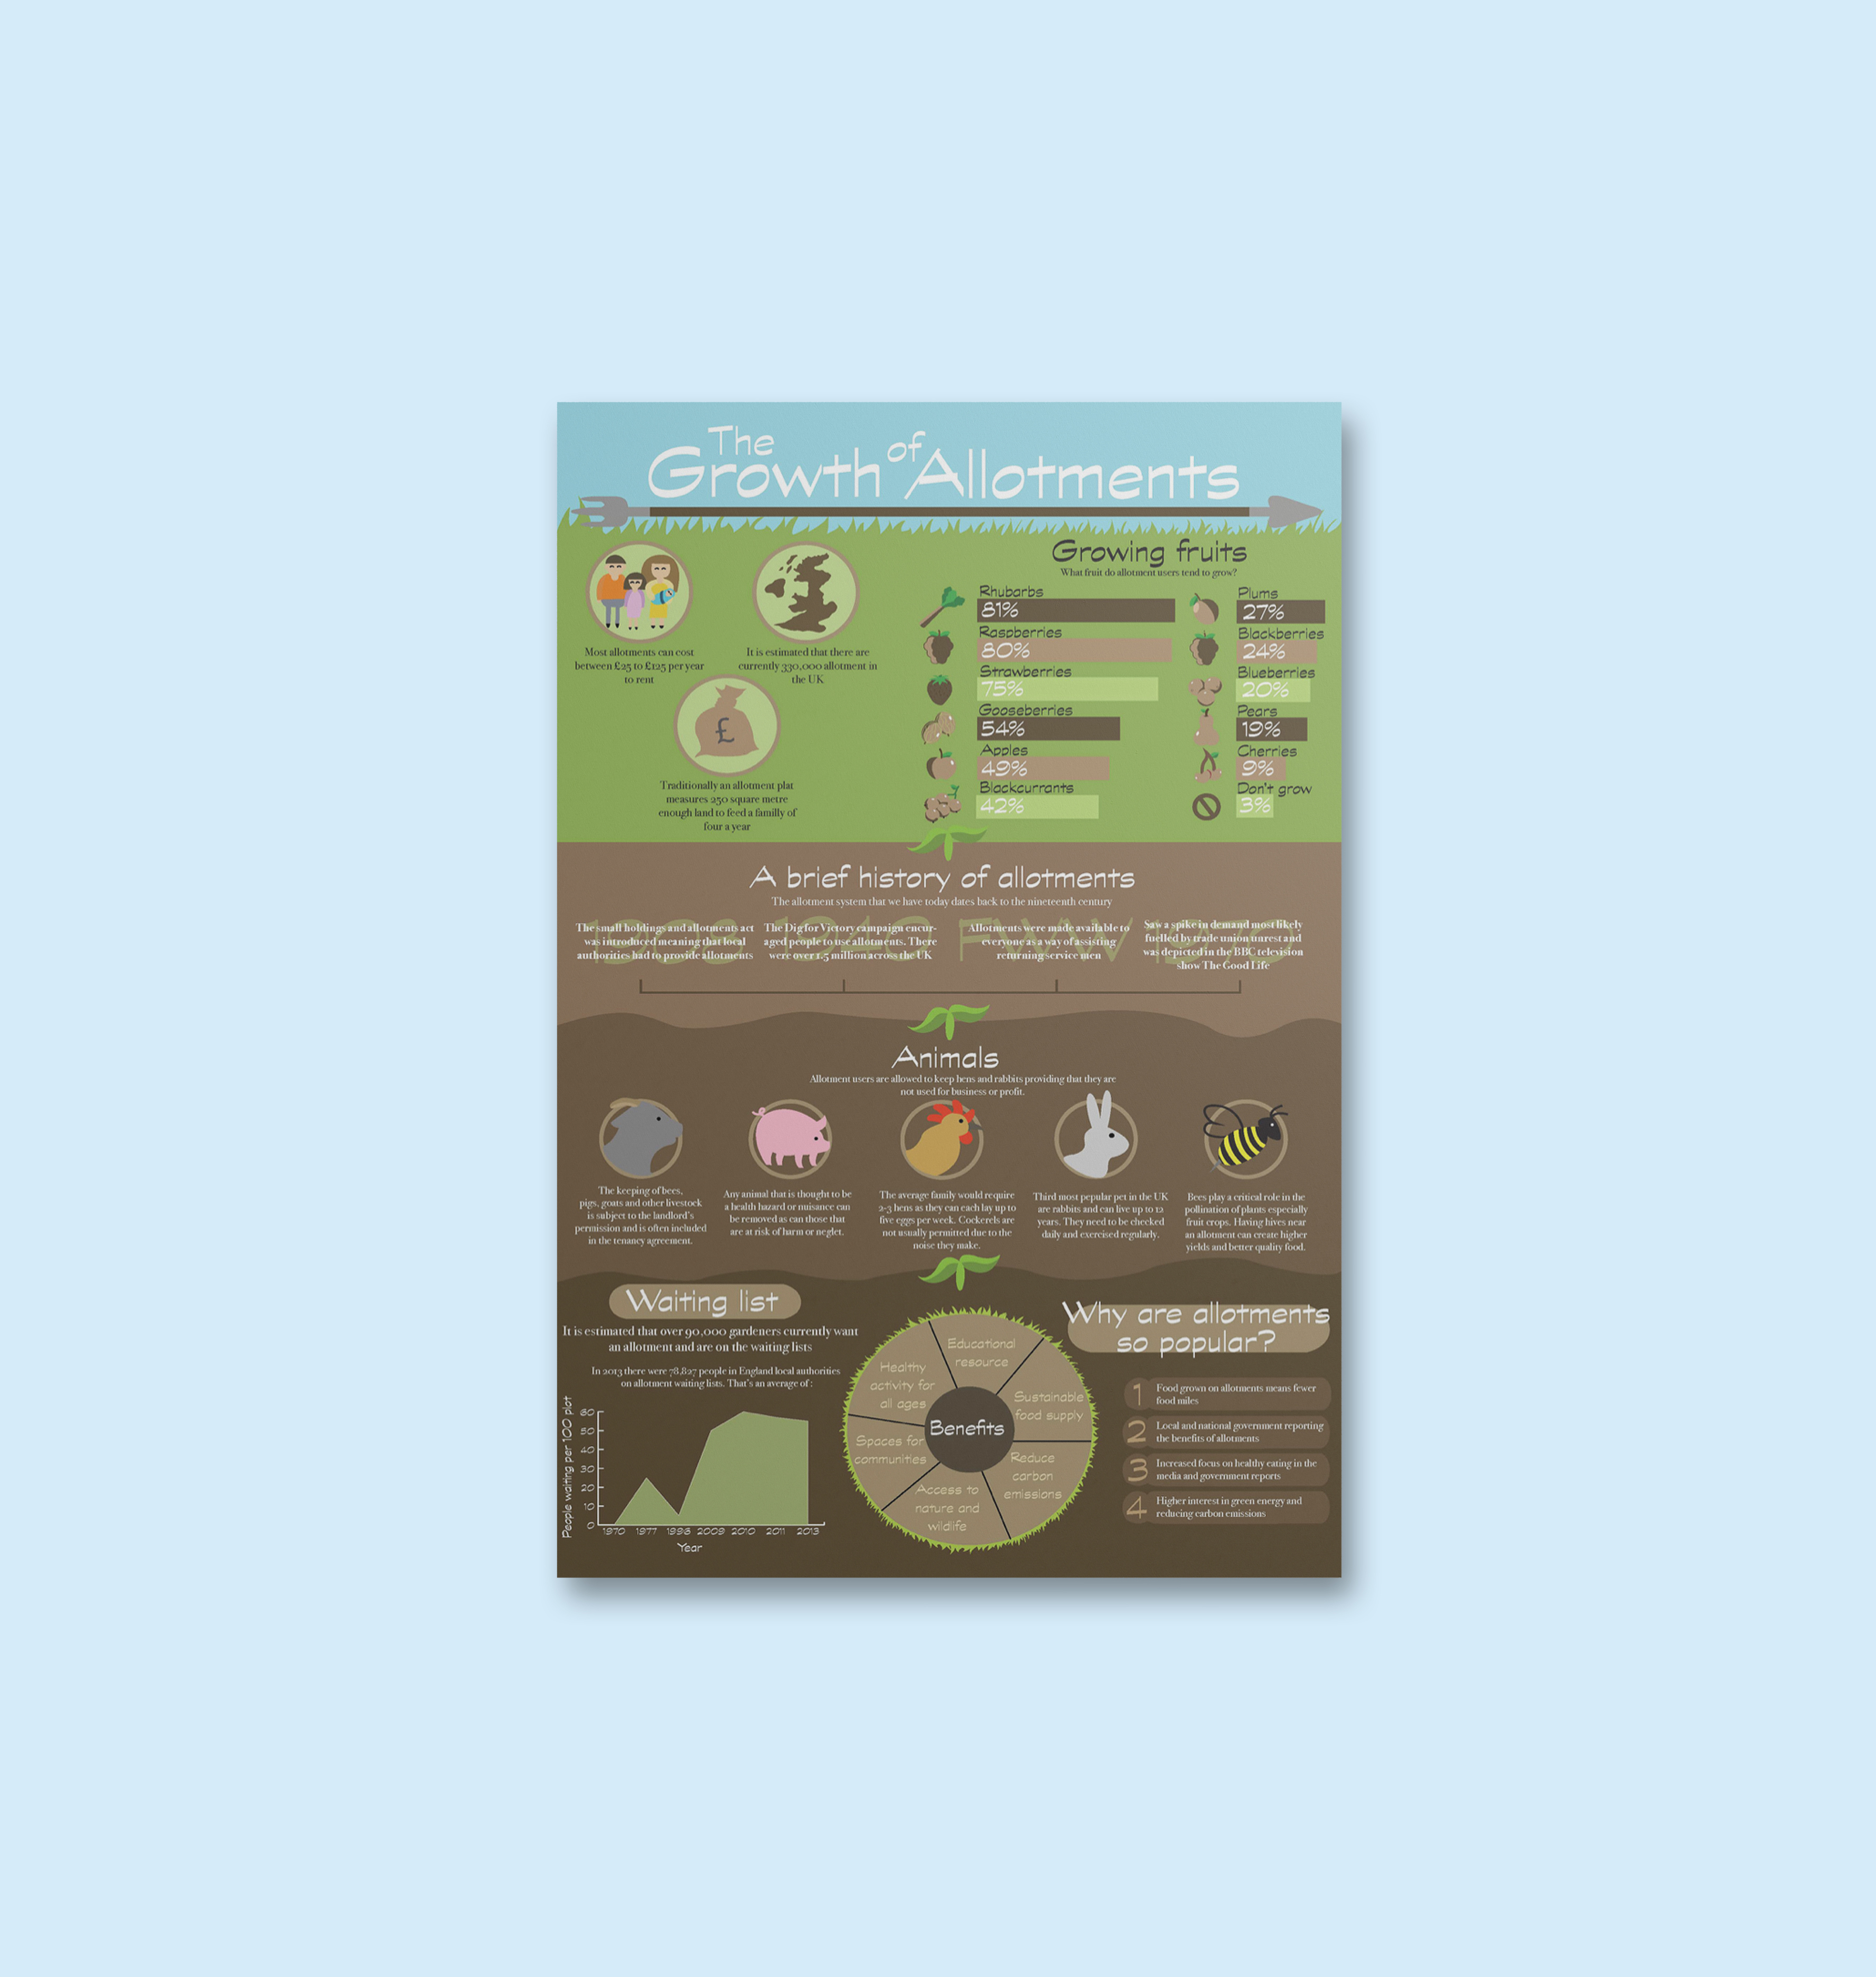 The
Growth of Allotments
Most allotments can cost
between £25 to £125 per year
to rent
It is estimated that there are
currently 330,000 allotment in
the UK
£
Traditionally an allotment plat
measures 250 square metre
enough land to feed a familly of
four a year
Growing fruits
What fruit do allotment users tend to grow?
Rhubarbs
81%
Raspberries
80%
Strawberries
75%
Gooseberries
54%
Apples
49%
Blackcurrants
42%
Plums
27%
Blackberries
24%
Blueberries
20%
Pears
19%
Cherries
9%
Don't grow
3%
A brief history of allotments
The allotment system that we have today dates back to the nineteenth century
1908
The small holdings and allotments act
was introduced meaning that local
authorities had to provide allotments
1940
The Dig for Victory campaign encur-
aged people to use allotments. There
were over 1.5 million across the UK
FWW
Allotments were made available to
everyone as a way of assisting
returning service men
Saw a spike in demand most likely
fuelled by trade union unrest and
was depicted in the BBC television
show The Good Life
Animals
Allotment users are allowed to keep hens and rabbits providing that they are
not used for business or profit.
The keeping of bees,
pigs, goats and other livestock
is subject to the landlord's
permission and is often included
in the tenancy agreement.
Any animal that is thought to be
a health hazard or nuisance can
be removed as can those that
are at risk of harm or neglet.
The average family would require
2-3 hens as they can each lay up to
five eggs per week. Cockerels are
not usually permitted due to the
noise they make.
Third most pepular pet in the UK
are rabbits and can live up to 12
years. They need to be checked
daily and exercised regularly.
Bees play a critical role in the
pollination of plants especially
fruit crops. Having hives near
an allotment can create higher
yields and better quality food.
Waiting list
It is estimated that over 90,000 gardeners currently want
an allotment and are on the waiting lists
In 2013 there were 78,827 people in England local authorities
on allotment waiting lists. That's an average of :
People waiting per 100 plot
60
50
40
30
20
10
0
1970 1977 1996 2009 2010 2011 2013
Year
Benefits
Educational
resource
Sustainable
food supply
Reduce
carbon
emissions
Access to
nature and
wildlife
Spaces for
communities
Healthy
activity for
all ages
Why are allotments
so popular?
1 Food grown on allotments means fewer
food miles
2 Local and national government reporting
the benefits of allotments
3 Increased focus on healthy eating in the
media and government reports
4 Higher interest in green energy and
reducing carbon emissions